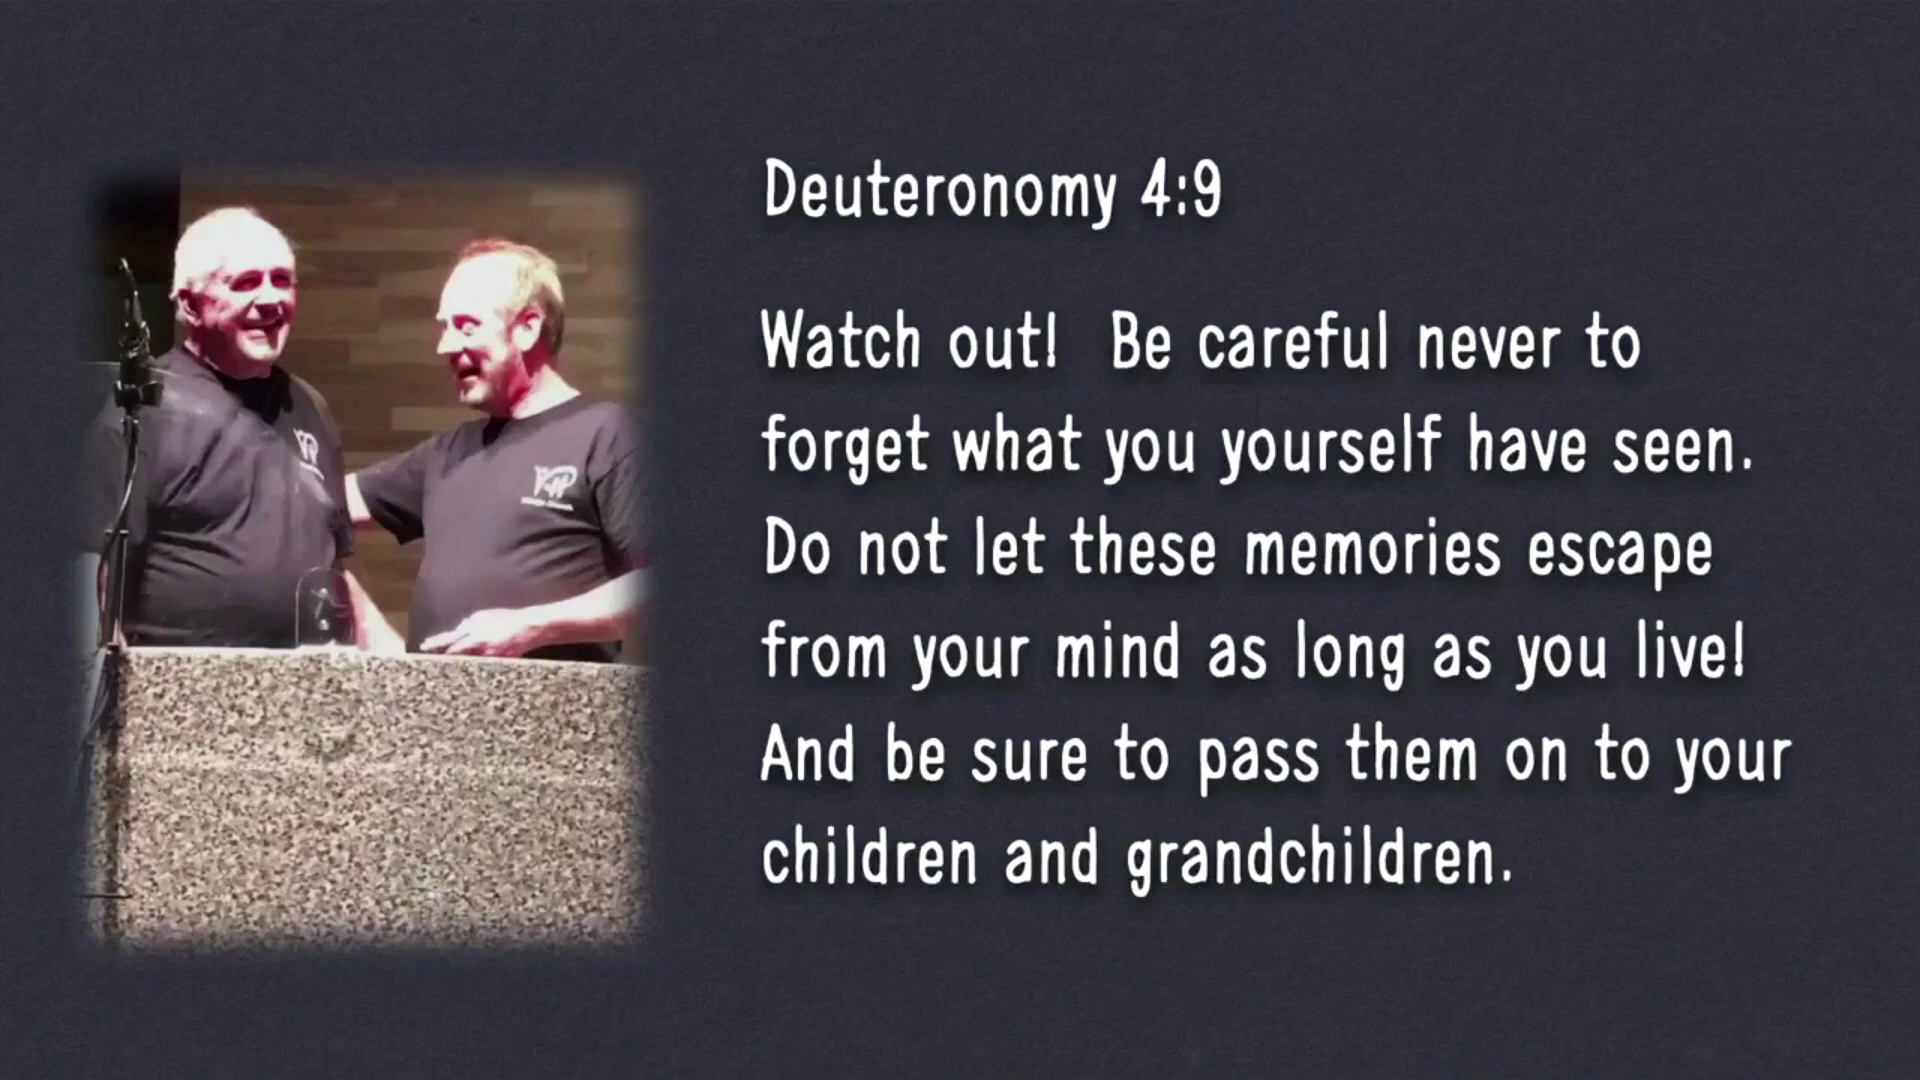 Deuteronomy 4:9
Watch out!  Be careful never to
forget what you yourself have seen.
Do not let these memories escape
from your mind as long as you live!
And be sure to pass them on to your
children and grandchildren.